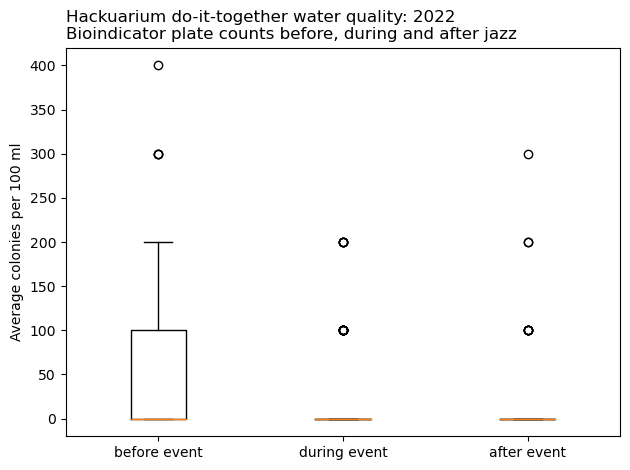 Hackuarium do-it-together water quality: 2022
Bioindicator plate counts before, during and after jazz
Average colonies per 100 ml
400
350
300
250
200
150
100
50
0
before event
during event
after event